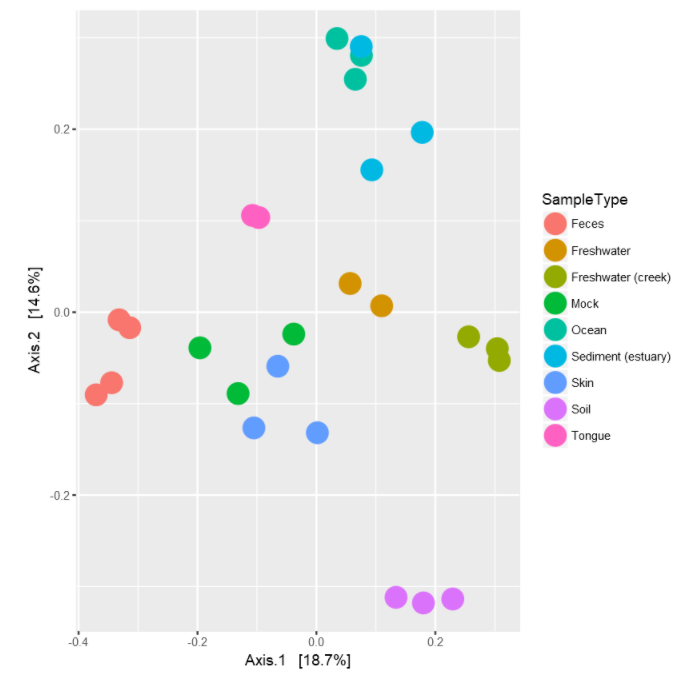 0.2
0.0
-0.2
Axis.2 [14.6%]
-0.4
-0.2
0.0
0.2
Axis.1 [18.7%]
SampleType
Feces
Freshwater
Freshwater (creek)
Mock
Ocean
Sediment (estuary)
Skin
Soil
Tongue